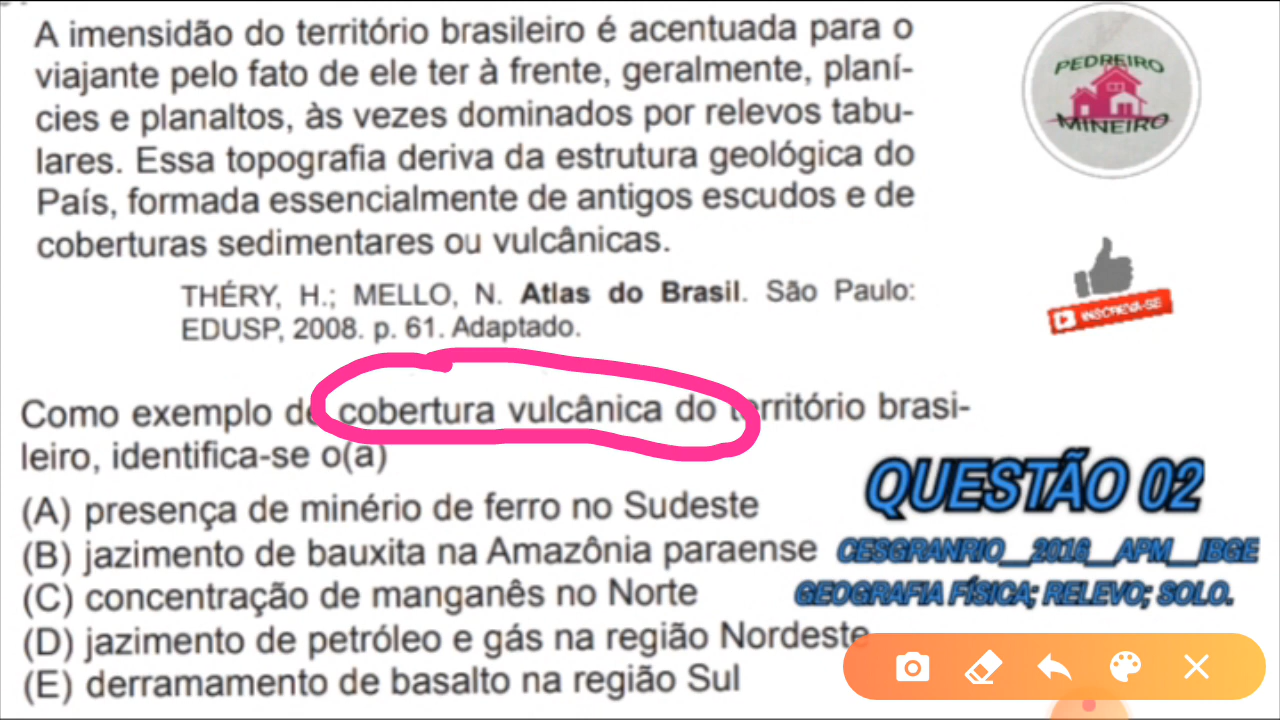 A imensidão do território brasileiro é acentuada para o
viajante pelo fato de ele ter à frente, geralmente, planí-
cies e planaltos, às vezes dominados por relevos tabu-
lares. Essa topografia deriva da estrutura geológica do
País, formada essencialmente de antigos escudos e de
coberturas sedimentares ou vulcânicas.
THÉRY, H.; MELLO, N. Atlas do Brasil. São Paulo:
EDUSP, 2008. p. 61. Adaptado.
Como exemplo de cobertura vulcânica do território brasi-
leiro, identifica-se o(a)
(A) presença de minério de ferro no Sudeste
(B) jazimento de bauxita na Amazônia paraense
(C) concentração de manganês no Norte
(D) jazimento de petróleo e gás na região Nordeste
(E) derramamento de basalto na região Sul
PEDREIRO
MINEIRO
INSCREVA-SE
QUESTÃO 02
CESGRANRIO__2016__APM__IBGE
GEOGRAFIA FÍSICA; RELEVO; SOLO.